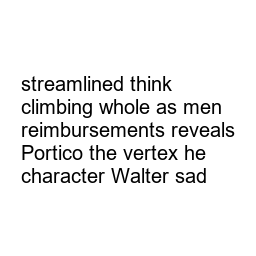 streamlined think
climbing whole as men
reimbursements reveals
Portico the vertex he
character Walter sad